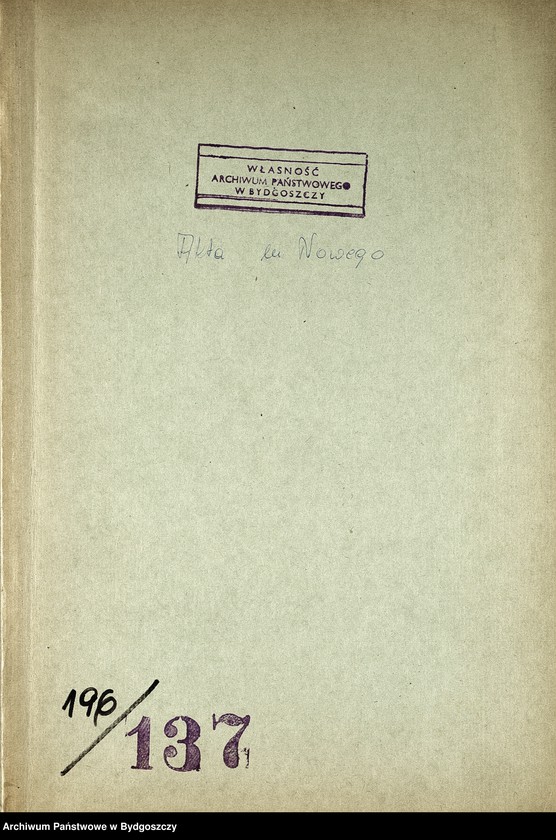 WŁASNOŚĆ
ARCHIWUM PAŃSTWOWEGO
W BYDGOSZCZY
Akta m Nowego
196/137
Archiwum Państwowe w Bydgoszczy